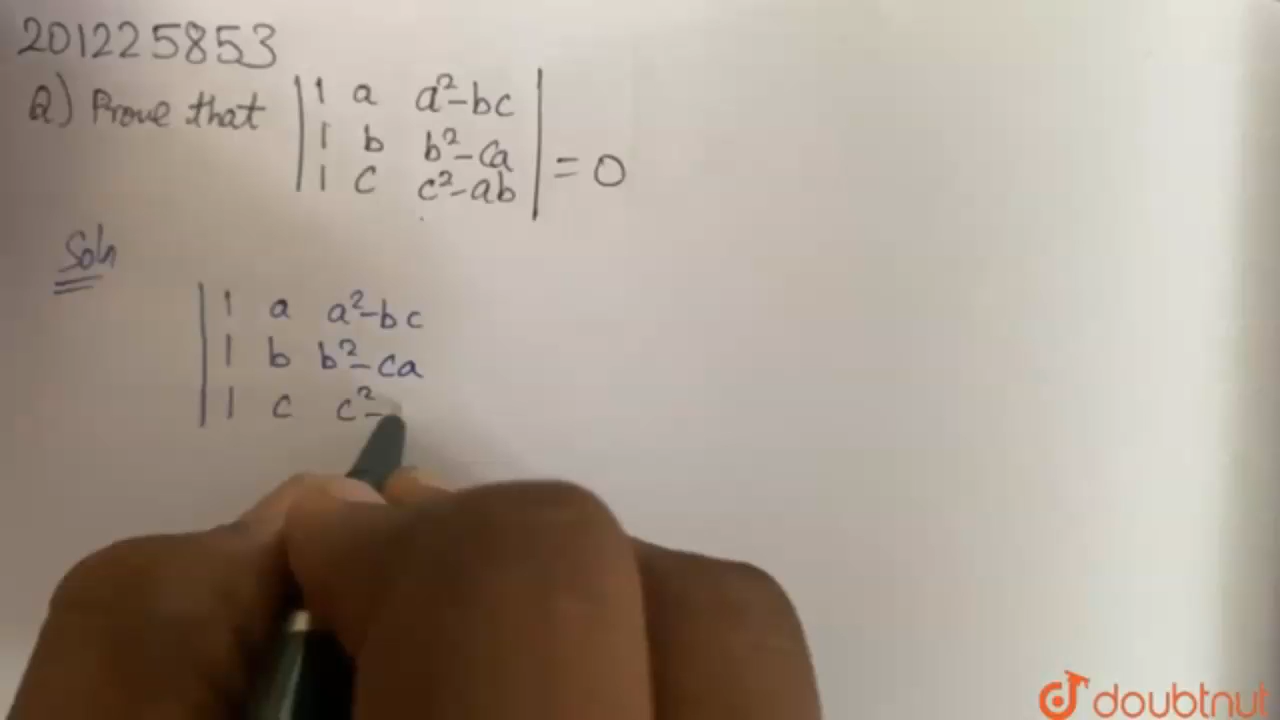 201225853
Q) Prove that | 1 a a²-bc |
| 1 b b²-ca | = 0
| 1 c c²-ab |
Soln
| 1 a a²-bc
| 1 b b²-ca
| 1 c c²-
doubtnut